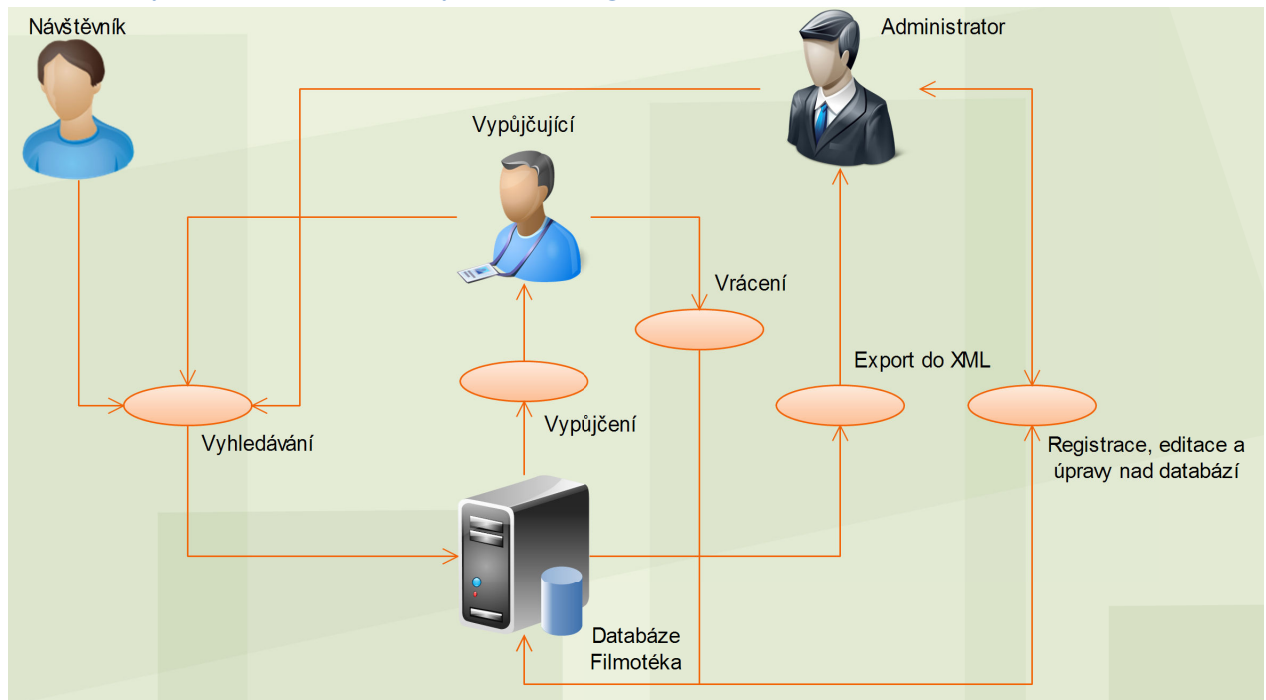 Návštěvník
Administrator
Vypůjčující
Vrácení
Export do XML
Vypůjčení
Vyhledávání
Registrace, editace a
úpravy nad databází
Databáze
Filmotéka